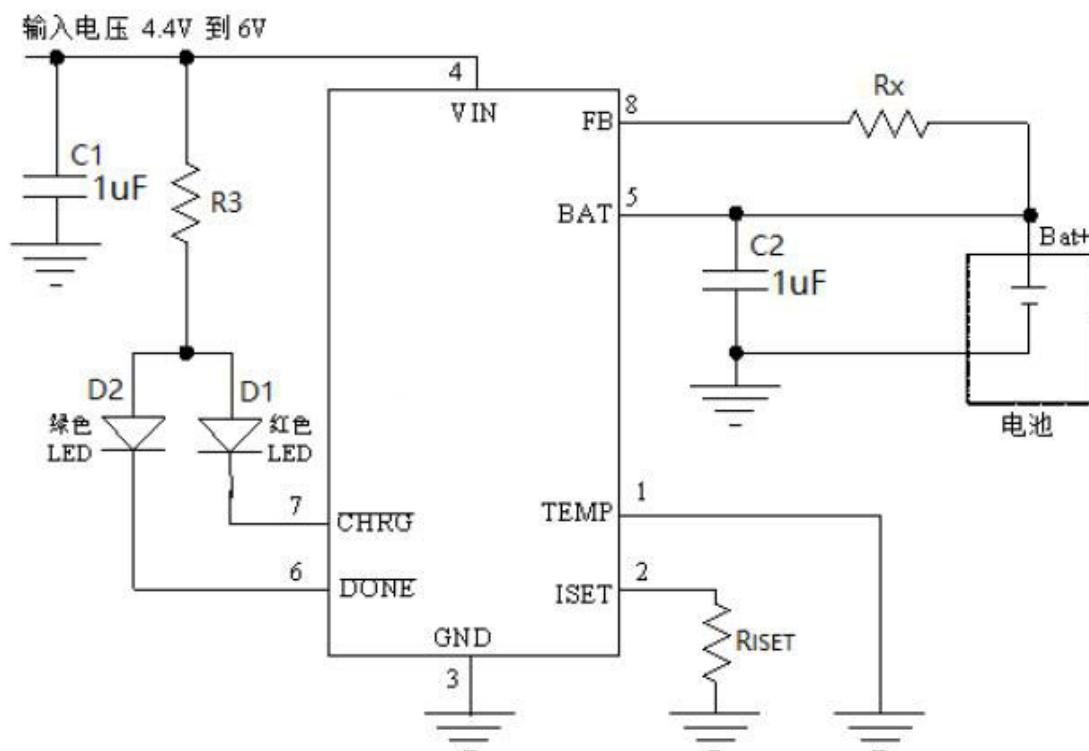 输入电压 4.4V 到 6V
4
VIN
C1
1uF
R3
D2
D1
绿色
LED
红色
LED
7
CHRG
6
DONE
GND
3
FB
8
Rx
BAT
5
C2
1uF
Bat+
电池
TEMP
1
ISET
2
RISET